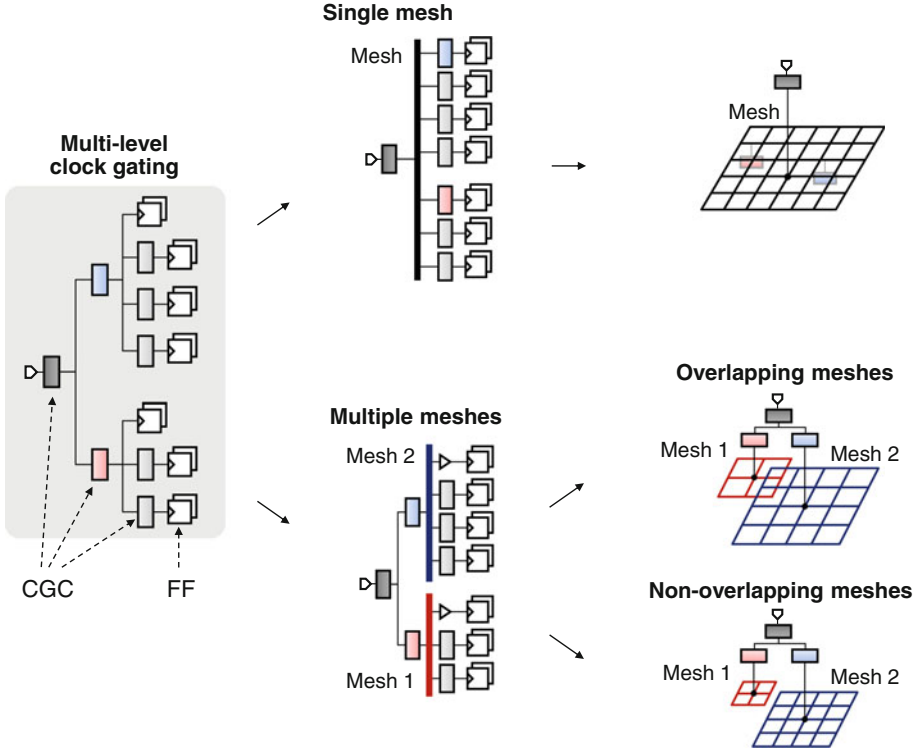 Single mesh
Mesh
Mesh
Multi-level
clock gating
CGC
FF
Multiple meshes
Mesh 2
Mesh 1
Overlapping meshes
Mesh 1
Mesh 2
Non-overlapping meshes
Mesh 1
Mesh 2